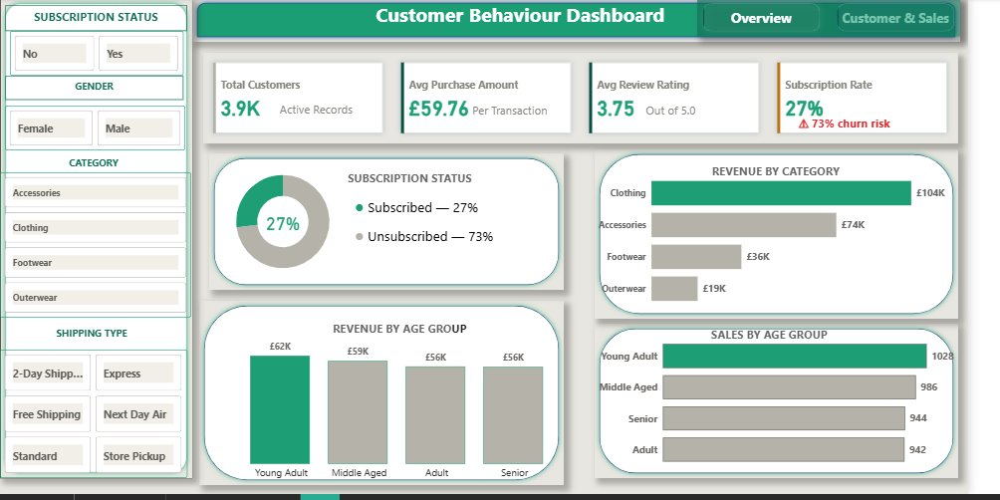 SUBSCRIPTION STATUS
No
Yes
GENDER
Female
Male
CATEGORY
Accessories
Clothing
Footwear
Outerwear
SHIPPING TYPE
2-Day Shipp...
Express
Free Shipping
Next Day Air
Standard
Store Pickup
Customer Behaviour Dashboard
Overview
Customer & Sales
Total Customers
3.9K Active Records
Avg Purchase Amount
£59.76 Per Transaction
Avg Review Rating
3.75 Out of 5.0
Subscription Rate
27%
⚠ 73% churn risk
SUBSCRIPTION STATUS
27%
Subscribed — 27%
Unsubscribed — 73%
REVENUE BY CATEGORY
Clothing £104K
Accessories £74K
Footwear £36K
Outerwear £19K
REVENUE BY AGE GROUP
£62K
£59K
£56K
£56K
Young Adult
Middle Aged
Adult
Senior
SALES BY AGE GROUP
Young Adult 1028
Middle Aged 986
Senior 944
Adult 942